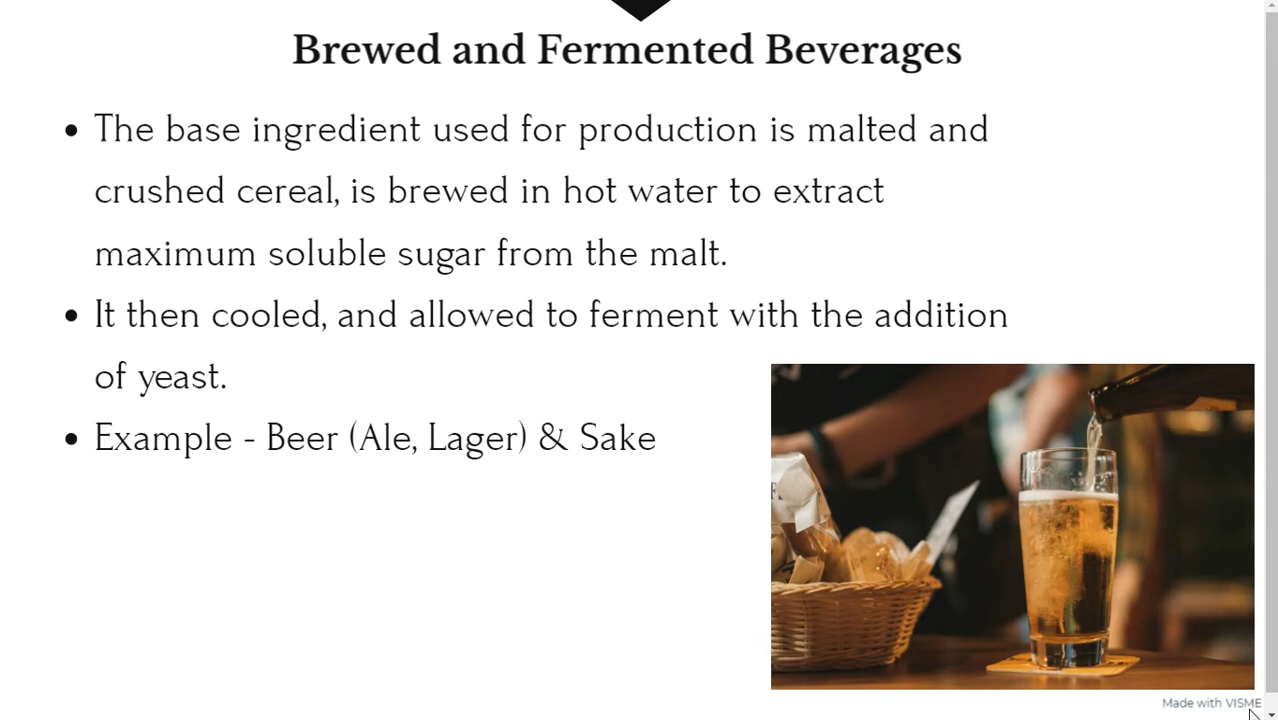 Brewed and Fermented Beverages
• The base ingredient used for production is malted and
crushed cereal, is brewed in hot water to extract
maximum soluble sugar from the malt.
• It then cooled, and allowed to ferment with the addition
of yeast.
• Example - Beer (Ale, Lager) & Sake
Made with VISME